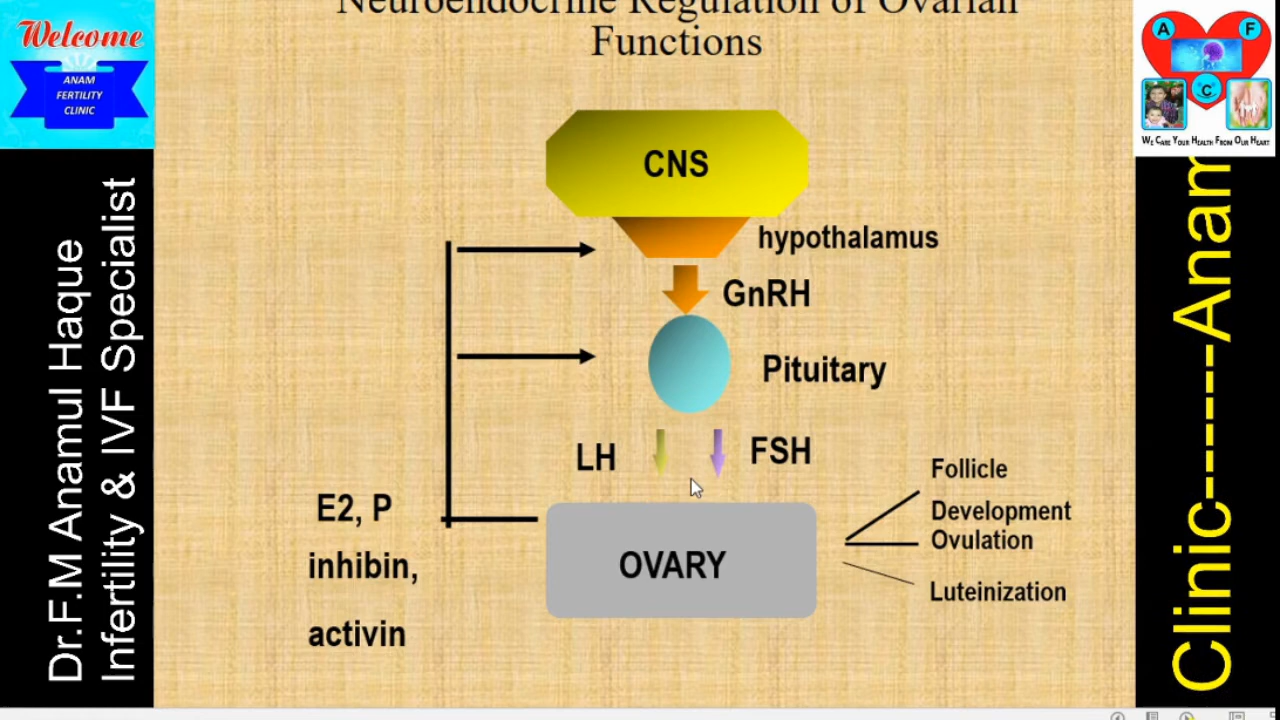 Neuroendocrine Regulation of Ovarian
Functions
Welcome
ANAM
FERTILITY
CLINIC
A
F
C
WE CARE YOUR HEALTH FROM OUR HEART
Dr.F.M Anamul Haque
Infertility & IVF Specialist
Clinic------Anam
CNS
hypothalamus
GnRH
Pituitary
LH
FSH
E2, P
inhibin,
activin
OVARY
Follicle
Development
Ovulation
Luteinization